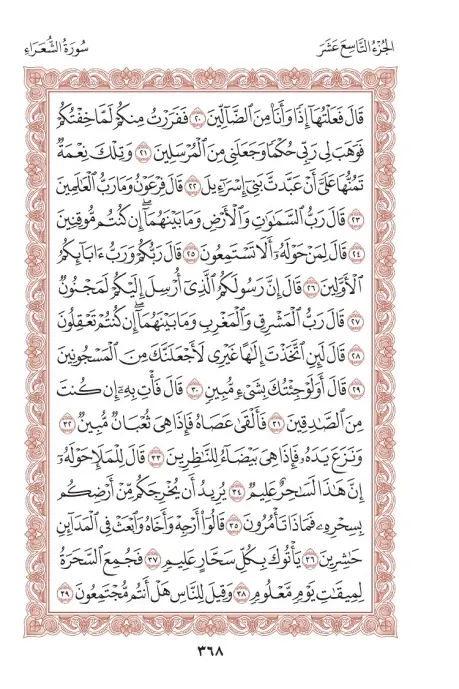 الجُزْءُ التَّاسِعَ عَشَرَ
سُورَةُ الشُّعَرَاءِ
قَالَ فَعَلْتُهَا إِذًا وَأَنَا۠ مِنَ ٱلضَّآلِّينَ ٢٠ فَفَرَرْتُ مِنكُمْ لَمَّا خِفْتُكُمْ
فَوَهَبَ لِى رَبِّى حُكْمًا وَجَعَلَنِى مِنَ ٱلْمُرْسَلِينَ ٢١ وَتِلْكَ نِعْمَةٌ
تَمُنُّهَا عَلَىَّ أَنْ عَبَّدتَّ بَنِىٓ إِسْرَٰٓءِيلَ ٢٢ قَالَ فِرْعَوْنُ وَمَا رَبُّ ٱلْعَٰلَمِينَ
٢٣ قَالَ رَبُّ ٱلسَّمَٰوَٰتِ وَٱلْأَرْضِ وَمَا بَيْنَهُمَآ ۖ إِن كُنتُم مُّوقِنِينَ
٢٤ قَالَ لِمَنْ حَوْلَهُۥٓ أَلَا تَسْتَمِعُونَ ٢٥ قَالَ رَبُّكُمْ وَرَبُّ ءَابَآئِكُمُ
ٱلْأَوَّلِينَ ٢٦ قَالَ إِنَّ رَسُولَكُمُ ٱلَّذِىٓ أُرْسِلَ إِلَيْكُمْ لَمَجْنُونٌ
٢٧ قَالَ رَبُّ ٱلْمَشْرِقِ وَٱلْمَغْرِبِ وَمَا بَيْنَهُمَآ ۖ إِن كُنتُمْ تَعْقِلُونَ
٢٨ قَالَ لَئِنِ ٱتَّخَذْتَ إِلَٰهًا غَيْرِى لَأَجْعَلَنَّكَ مِنَ ٱلْمَسْجُونِينَ
٢٩ قَالَ أَوَلَوْ جِئْتُكَ بِشَىْءٍ مُّبِينٍ ٣٠ قَالَ فَأْتِ بِهِۦٓ إِن كُنتَ
مِنَ ٱلصَّٰدِقِينَ ٣١ فَأَلْقَىٰ عَصَاهُ فَإِذَا هِىَ ثُعْبَانٌ مُّبِينٌ ٣٢
وَنَزَعَ يَدَهُۥ فَإِذَا هِىَ بَيْضَآءُ لِلنَّٰظِرِينَ ٣٣ قَالَ لِلْمَلَإِ حَوْلَهُۥٓ
إِنَّ هَٰذَا لَسَٰحِرٌ عَلِيمٌ ٣٤ يُرِيدُ أَن يُخْرِجَكُم مِّنْ أَرْضِكُم
بِسِحْرِهِۦ فَمَاذَا تَأْمُرُونَ ٣٥ قَالُوٓا۟ أَرْجِهْ وَأَخَاهُ وَٱبْعَثْ فِى ٱلْمَدَآئِنِ
حَٰشِرِينَ ٣٦ يَأْتُوكَ بِكُلِّ سَحَّارٍ عَلِيمٍ ٣٧ فَجُمِعَ ٱلسَّحَرَةُ
لِمِيقَٰتِ يَوْمٍ مَّعْلُومٍ ٣٨ وَقِيلَ لِلنَّاسِ هَلْ أَنتُم مُّجْتَمِعُونَ ٣٩
٣٦٨